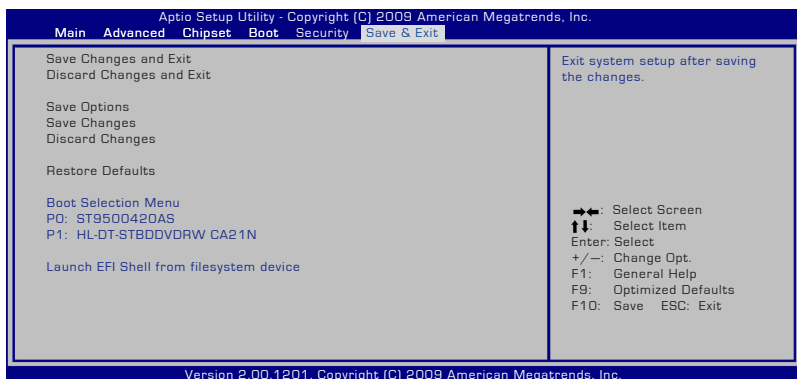 Aptio Setup Utility - Copyright (C) 2009 American Megatrends, Inc.
Main Advanced Chipset Boot Security Save & Exit
Save Changes and Exit
Discard Changes and Exit
Save Options
Save Changes
Discard Changes
Restore Defaults
Boot Selection Menu
P0: ST9500420AS
P1: HL-DT-STBDDVDRW CA21N
Launch EFI Shell from filesystem device
Exit system setup after saving
the changes.
→←: Select Screen
↑↓: Select Item
Enter: Select
+/—: Change Opt.
F1: General Help
F9: Optimized Defaults
F10: Save ESC: Exit
Version 2.00.1201. Copyright (C) 2009 American Megatrends, Inc.